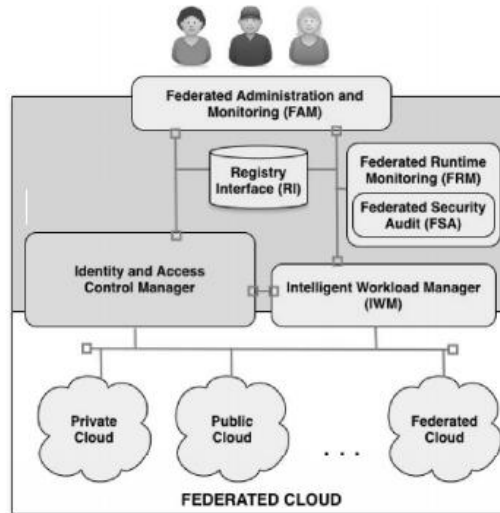 Federated Administration and
Monitoring (FAM)
Registry
Interface (RI)
Federated Runtime
Monitoring (FRM)
Federated Security
Audit (FSA)
Identity and Access
Control Manager
Intelligent Workload Manager
(IWM)
Private
Cloud
Public
Cloud
. . .
Federated
Cloud
FEDERATED CLOUD